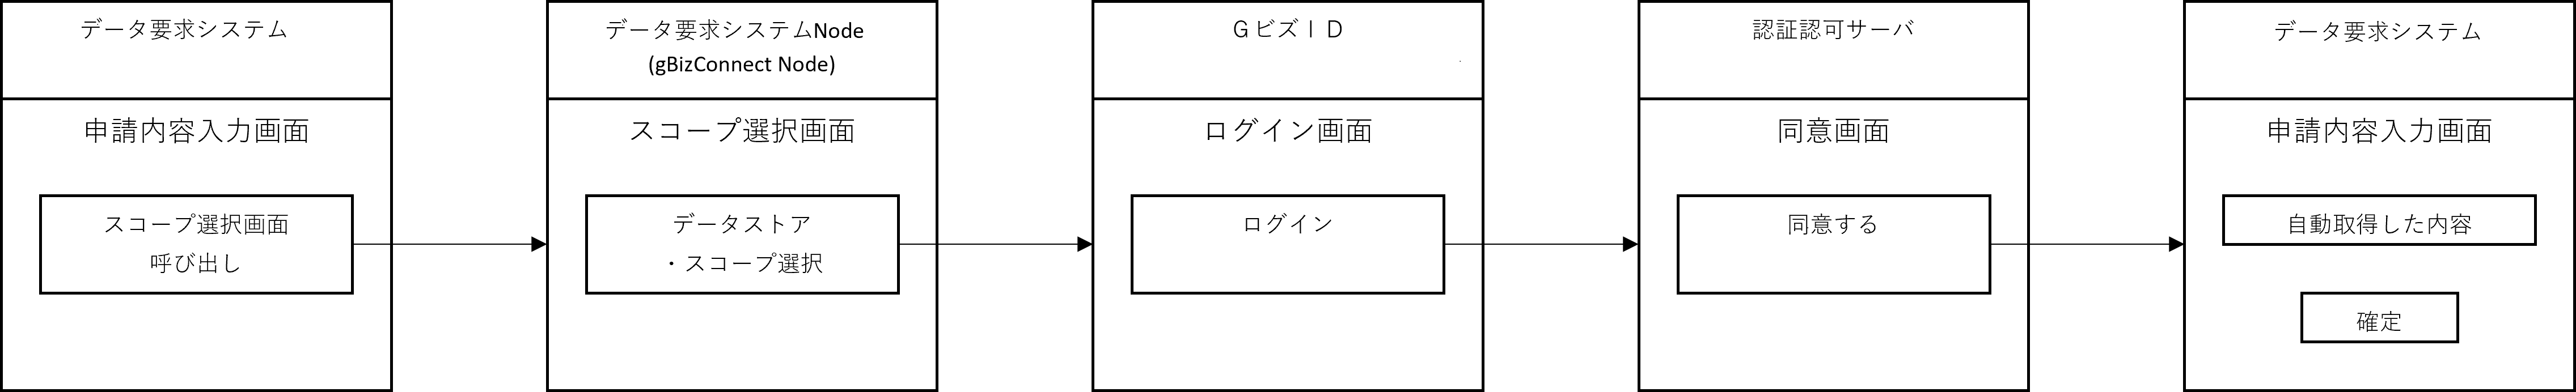 データ要求システム
申請内容入力画面
スコープ選択画面
呼び出し
データ要求システムNode
(gBizConnect Node)
スコープ選択画面
データストア
・スコープ選択
ＧビズＩＤ
ログイン画面
ログイン
認証認可サーバ
同意画面
同意する
データ要求システム
申請内容入力画面
自動取得した内容
確定